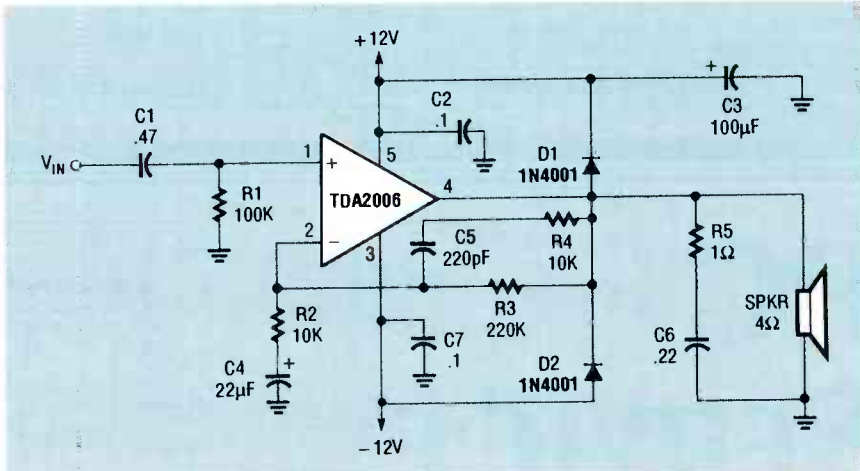 +12V
C1
.47
VIN
R1
100K
1
+
2
−
TDA2006
5
3
4
C2
.1
C3
100µF
+
D1
1N4001
C5
220pF
R4
10K
R3
220K
R2
10K
C4
22µF
+
C7
.1
D2
1N4001
R5
1Ω
C6
.22
SPKR
4Ω
−12V